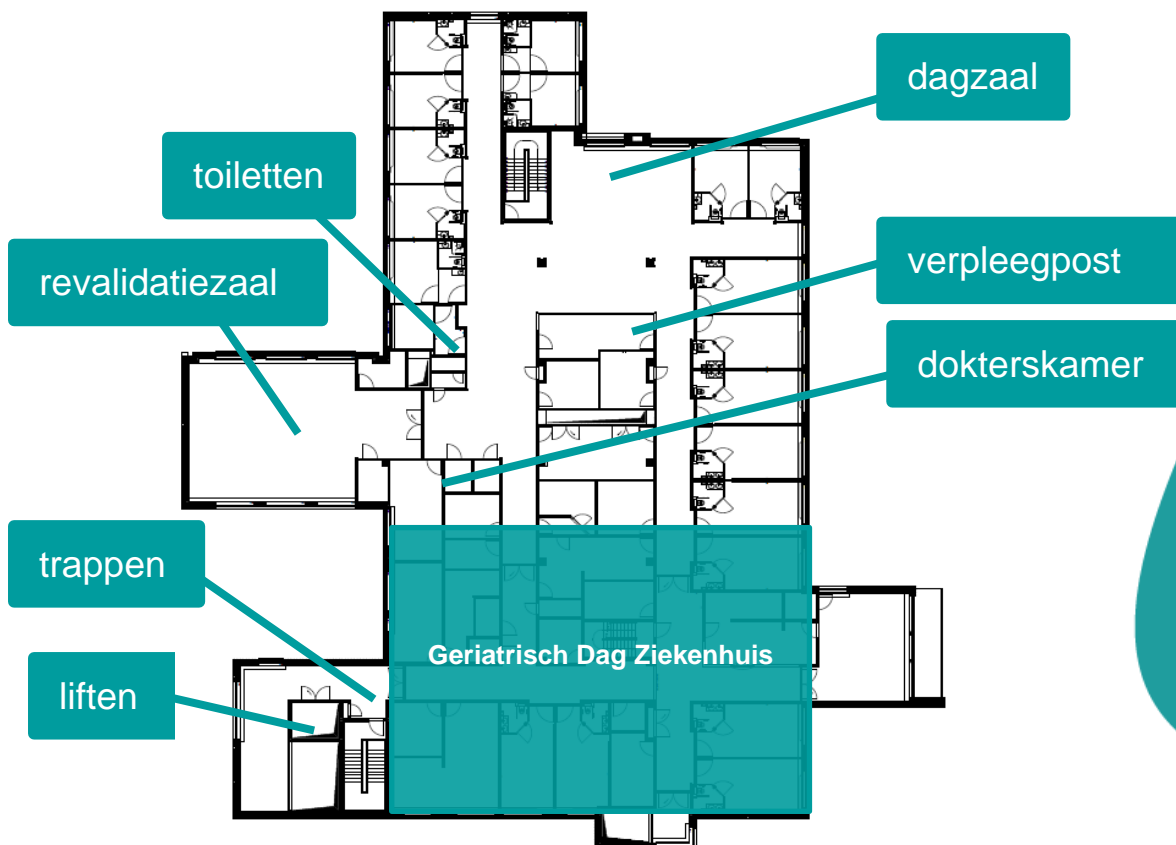 dagzaal
toiletten
verpleegpost
revalidatiezaal
dokterskamer
trappen
Geriatrisch Dag Ziekenhuis
liften